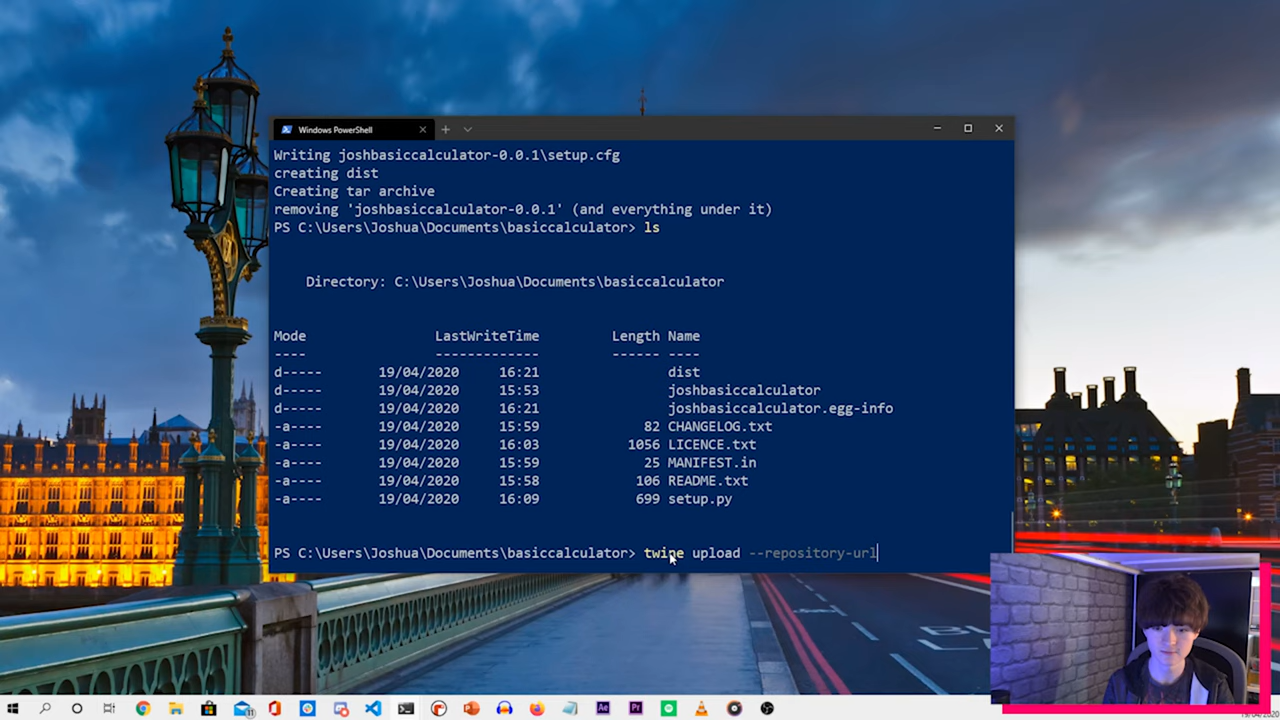 Windows PowerShell
Writing joshbasiccalculator-0.0.1\setup.cfg
creating dist
Creating tar archive
removing 'joshbasiccalculator-0.0.1' (and everything under it)
PS C:\Users\Joshua\Documents\basiccalculator> ls
Directory: C:\Users\Joshua\Documents\basiccalculator
Mode LastWriteTime Length Name
---- ------------- ------ ----
d----- 19/04/2020 16:21 dist
d----- 19/04/2020 15:53 joshbasiccalculator
d----- 19/04/2020 16:21 joshbasiccalculator.egg-info
-a---- 19/04/2020 15:59 82 CHANGELOG.txt
-a---- 19/04/2020 16:03 1056 LICENCE.txt
-a---- 19/04/2020 15:59 25 MANIFEST.in
-a---- 19/04/2020 15:58 106 README.txt
-a---- 19/04/2020 16:09 699 setup.py
PS C:\Users\Joshua\Documents\basiccalculator> twine upload --repository-url
Ae Pr